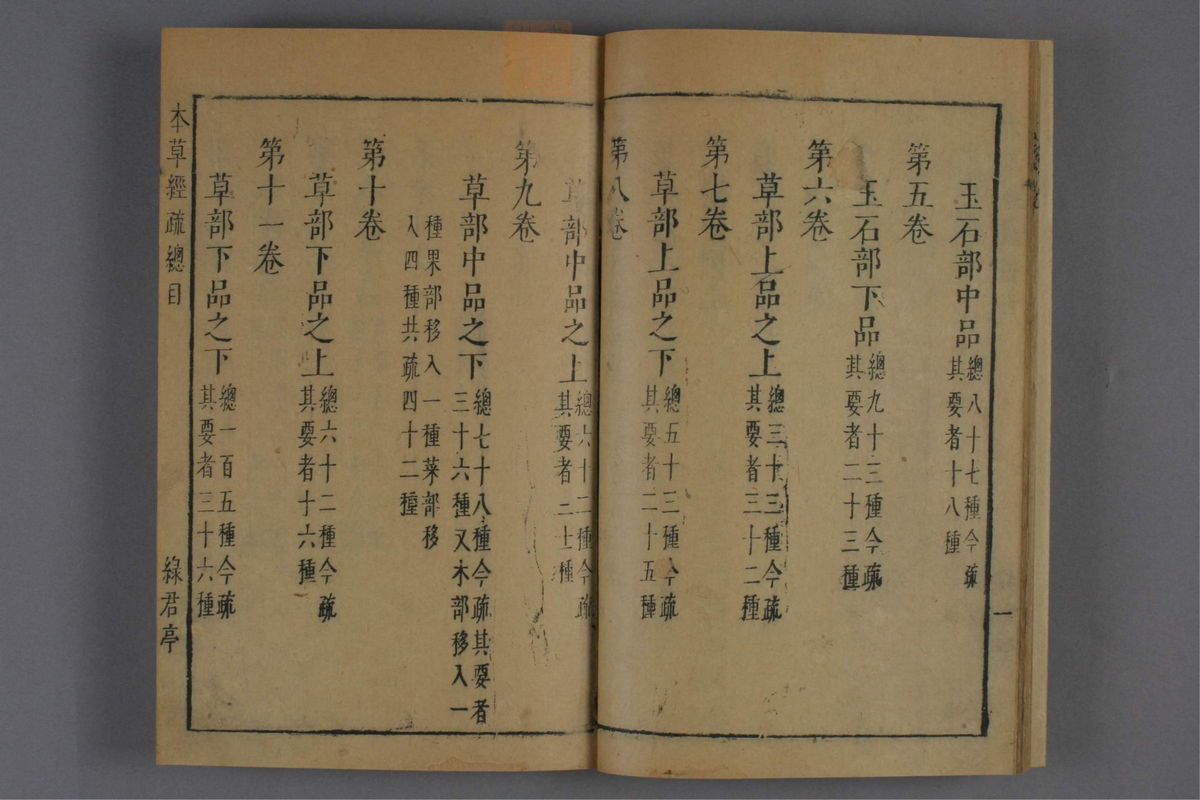 玉石部中品總八十七種今疏其要者十八種
第五卷
玉石部下品總九十三種今疏其要者二十三種
第六卷
草部上品之上總三十三種今疏其要者三十二種
第七卷
草部上品之下總五十三種今疏其要者二十五種
第八卷
草部中品之上總六十二種今疏其要者二十種
第九卷
草部中品之下總七十八種今疏其要者三十六種又木部移入一
種果部移入一種菜部移入四種共疏四十二種
第十卷
草部下品之上總六十二種今疏其要者十六種
第十一卷
草部下品之下總一百五種今疏其要者三十六種
本草經疏總目
綠君亭
一